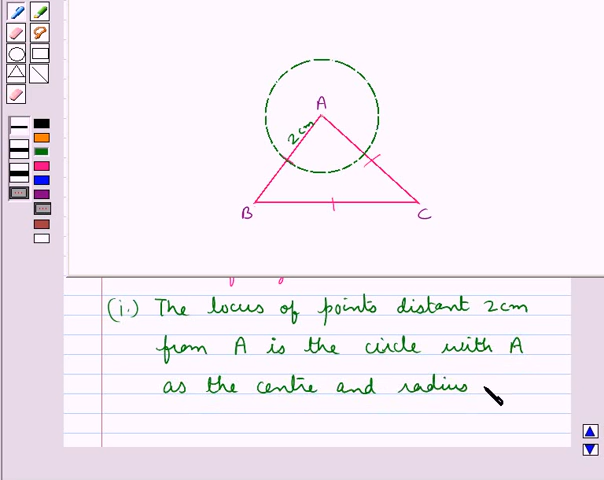 A
2cm
B
C
(i.) The locus of points distant 2cm
from A is the circle with A
as the centre and radius